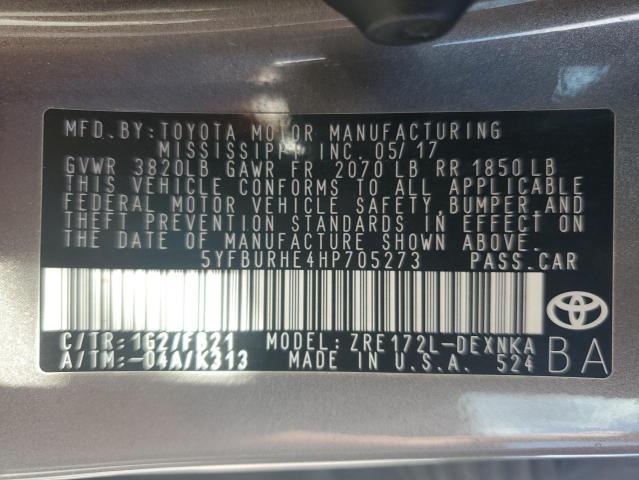 MFD. BY: TOYOTA MOTOR MANUFACTURING
MISSISSIPPI INC. 05/17
GVWR 3820LB GAWR FR 2070 LB RR 1850 LB
THIS VEHICLE CONFORMS TO ALL APPLICABLE
FEDERAL MOTOR VEHICLE SAFETY, BUMPER AND
THEFT PREVENTION STANDARDS IN EFFECT ON
THE DATE OF MANUFACTURE SHOWN ABOVE.
5YFBURHE4HP705273 PASS.CAR
C/TR: 1G2/FB21 MODEL: ZRE172L-DEXNKA
A/TM: -04A/K313 MADE IN U.S.A. 524
BA